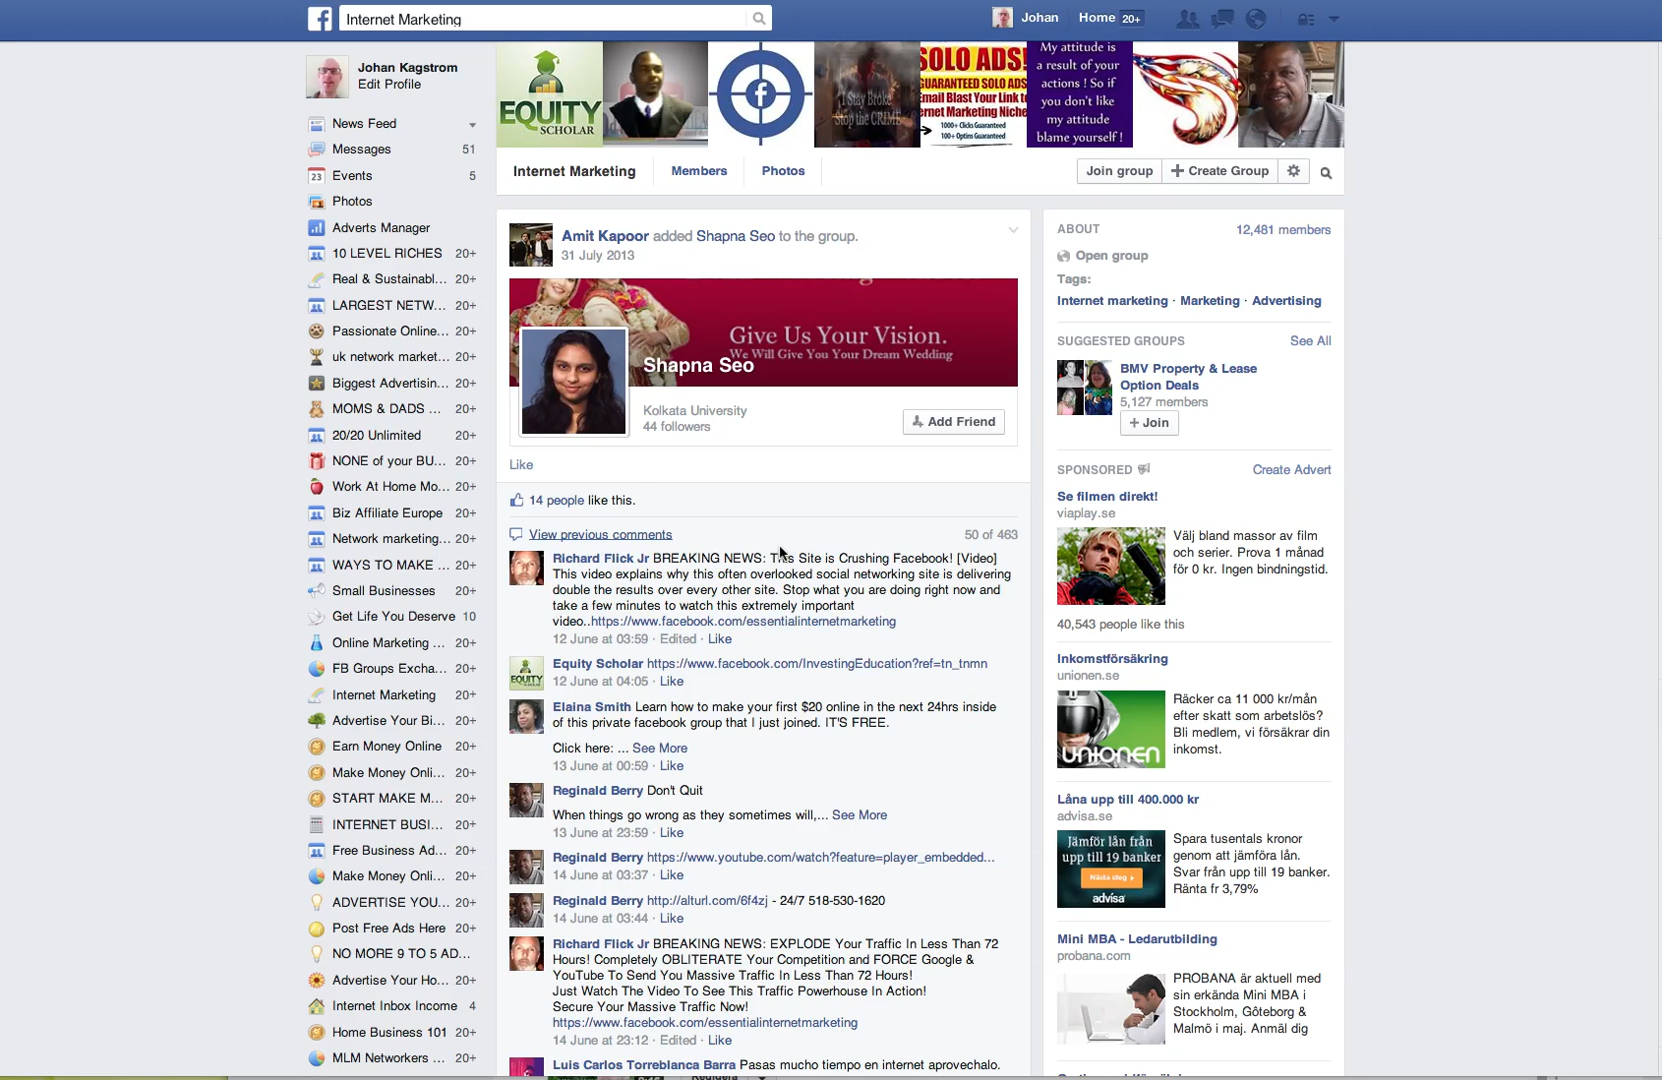 Internet Marketing
Johan
Home 20+
Johan Kagstrom
Edit Profile
News Feed
Messages 51
Events 5
Photos
Adverts Manager
10 LEVEL RICHES 20+
Real & Sustainabl... 20+
LARGEST NETW... 20+
Passionate Online... 20+
uk network market... 20+
Biggest Advertisin... 20+
MOMS & DADS ... 20+
20/20 Unlimited 20+
NONE of your BU... 20+
Work At Home Mo... 20+
Biz Affiliate Europe 20+
Network marketing... 20+
WAYS TO MAKE ... 20+
Small Businesses 20+
Get Life You Deserve 10
Online Marketing ... 20+
FB Groups Excha... 20+
Internet Marketing 20+
Advertise Your Bi... 20+
Earn Money Online 20+
Make Money Onli... 20+
START MAKE M... 20+
INTERNET BUSI... 20+
Free Business Ad... 20+
Make Money Onli... 20+
ADVERTISE YOU... 20+
Post Free Ads Here 20+
NO MORE 9 TO 5 AD...
Advertise Your Ho... 20+
Internet Inbox Income 4
Home Business 101 20+
MLM Networkers ... 20+
EQUITY
SCHOLAR
I Stay Broke
Stop the CRIME
SOLO ADS!
GUARANTEED SOLO ADS
Email Blast Your Link to
ernet Marketing Niche
1000+ Clicks Guaranteed
100+ Optins Guaranteed
My attitude is
a result of your
actions ! So if
you don't like
my attitude
blame yourself !
Internet Marketing
Members
Photos
Join group
Create Group
Amit Kapoor added Shapna Seo to the group.
31 July 2013
Give Us Your Vision.
We Will Give You Your Dream Wedding
Shapna Seo
Kolkata University
44 followers
Add Friend
Like
14 people like this.
View previous comments 50 of 463
Richard Flick Jr BREAKING NEWS: This Site is Crushing Facebook! [Video]
This video explains why this often overlooked social networking site is delivering
double the results over every other site. Stop what you are doing right now and
take a few minutes to watch this extremely important
video..https://www.facebook.com/essentialinternetmarketing
12 June at 03:59 · Edited · Like
Equity Scholar https://www.facebook.com/InvestingEducation?ref=tn_tnmn
12 June at 04:05 · Like
EQUITY
Elaina Smith Learn how to make your first $20 online in the next 24hrs inside
of this private facebook group that I just joined. IT'S FREE.
Click here: ... See More
13 June at 00:59 · Like
Reginald Berry Don't Quit
When things go wrong as they sometimes will,... See More
13 June at 23:59 · Like
Reginald Berry https://www.youtube.com/watch?feature=player_embedded...
14 June at 03:37 · Like
Reginald Berry http://alturl.com/6f4zj - 24/7 518-530-1620
14 June at 03:44 · Like
Richard Flick Jr BREAKING NEWS: EXPLODE Your Traffic In Less Than 72
Hours! Completely OBLITERATE Your Competition and FORCE Google &
YouTube To Send You Massive Traffic In Less Than 72 Hours!
Just Watch The Video To See This Traffic Powerhouse In Action!
Secure Your Massive Traffic Now!
https://www.facebook.com/essentialinternetmarketing
14 June at 23:12 · Edited · Like
Luis Carlos Torreblanca Barra Pasas mucho tiempo en internet aprovechalo.
ABOUT 12,481 members
Open group
Tags:
Internet marketing · Marketing · Advertising
SUGGESTED GROUPS See All
BMV Property & Lease
Option Deals
5,127 members
+ Join
SPONSORED Create Advert
Se filmen direkt!
viaplay.se
Välj bland massor av film
och serier. Prova 1 månad
för 0 kr. Ingen bindningstid.
40,543 people like this
Inkomstförsäkring
unionen.se
Räcker ca 11 000 kr/mån
efter skatt som arbetslös?
Bli medlem, vi försäkrar din
inkomst.
UNIONEN
Låna upp till 400.000 kr
advisa.se
Jämför lån från
upp till 19 banker
Nästa steg
advisa
Spara tusentals kronor
genom att jämföra lån.
Svar från upp till 19 banker.
Ränta fr 3,79%
Mini MBA - Ledarutbildning
probana.com
PROBANA är aktuell med
sin erkända Mini MBA i
Stockholm, Göteborg &
Malmö i maj. Anmäl dig